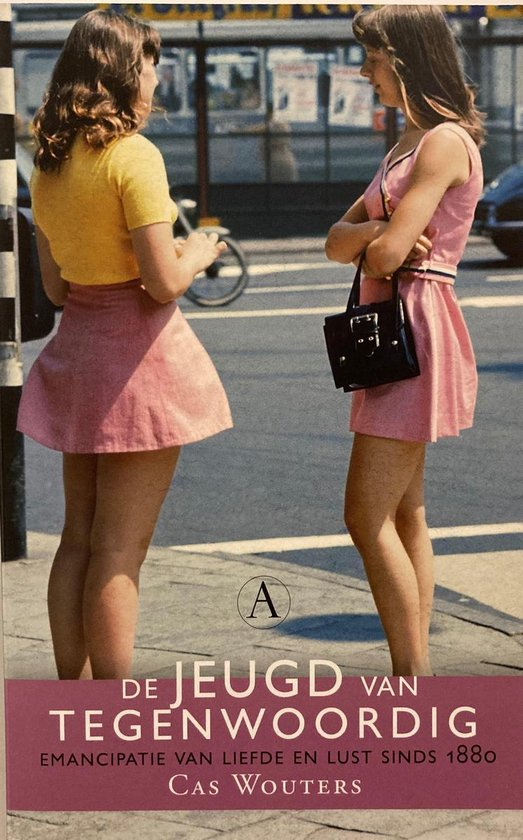 A
DE JEUGD VAN
TEGENWOORDIG
EMANCIPATIE VAN LIEFDE EN LUST SINDS 1880
CAS WOUTERS